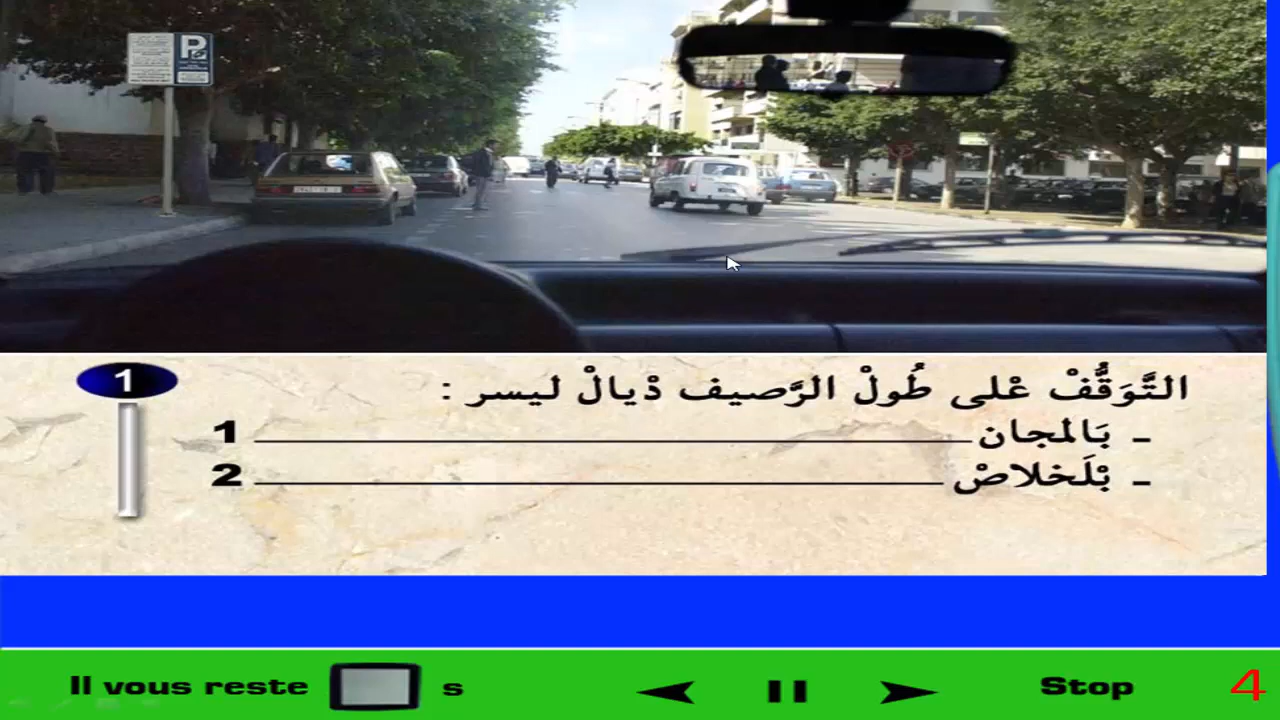 P
1
التَّوَقُّفْ عْلى طُولْ الرَّصيف دْيالْ ليسر :
ـ بَالمجان 1
ـ بْلَخلاصْ 2
Il vous reste s
Stop
4